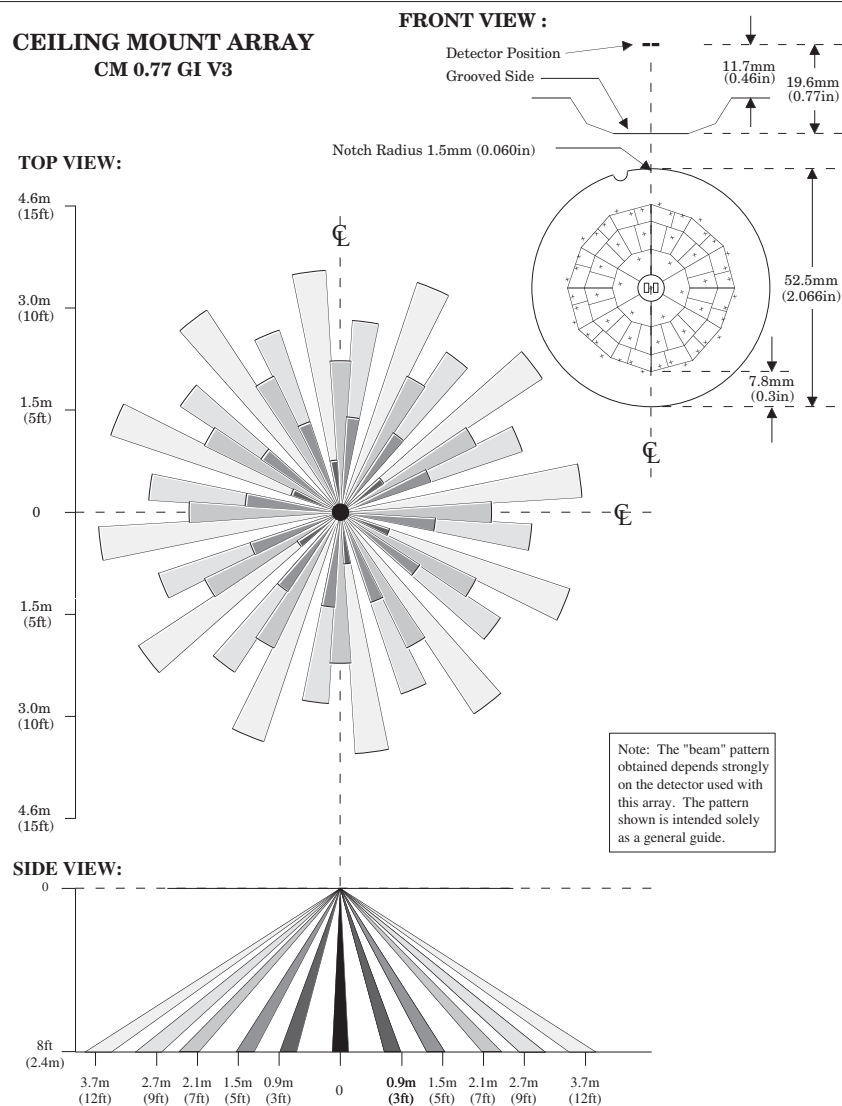 CEILING MOUNT ARRAY
CM 0.77 GI V3
FRONT VIEW :
Detector Position
Grooved Side
11.7mm
(0.46in)
19.6mm
(0.77in)
Notch Radius 1.5mm (0.060in)
52.5mm
(2.066in)
7.8mm
(0.3in)
℄
TOP VIEW:
4.6m
(15ft)
3.0m
(10ft)
1.5m
(5ft)
0
1.5m
(5ft)
3.0m
(10ft)
4.6m
(15ft)
℄
℄
Note: The "beam" pattern
obtained depends strongly
on the detector used with
this array. The pattern
shown is intended solely
as a general guide.
SIDE VIEW:
0
8ft
(2.4m)
3.7m
(12ft)
2.7m
(9ft)
2.1m
(7ft)
1.5m
(5ft)
0.9m
(3ft)
0
0.9m
(3ft)
1.5m
(5ft)
2.1m
(7ft)
2.7m
(9ft)
3.7m
(12ft)